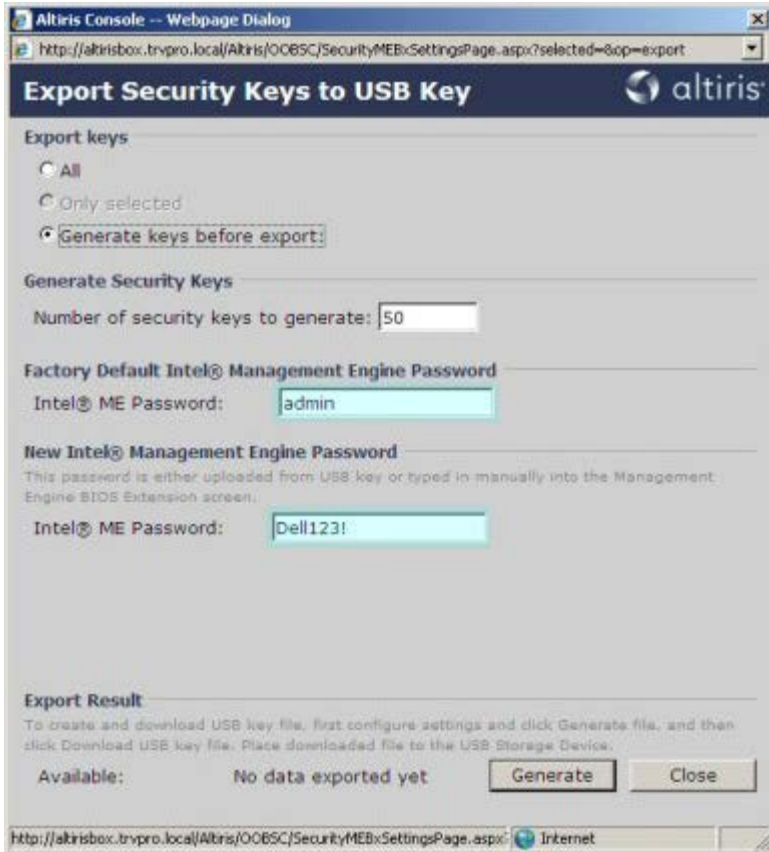 Altiris Console -- Webpage Dialog
http://altirisbox.trvpro.local/Altiris/OOBSC/SecurityMEBxSettingsPage.aspx?selected=&op=export
Export Security Keys to USB Key
altiris
Export keys
All
Only selected
Generate keys before export:
Generate Security Keys
Number of security keys to generate: 50
Factory Default Intel® Management Engine Password
Intel® ME Password: admin
New Intel® Management Engine Password
This password is either uploaded from USB key or typed in manually into the Management
Engine BIOS Extension screen.
Intel® ME Password: Dell123!
Export Result
To create and download USB key file, first configure settings and click Generate file, and then
click Download USB key file. Place downloaded file to the USB Storage Device.
Available: No data exported yet Generate Close
http://altirisbox.trvpro.local/Altiris/OOBSC/SecurityMEBxSettingsPage.aspx Internet